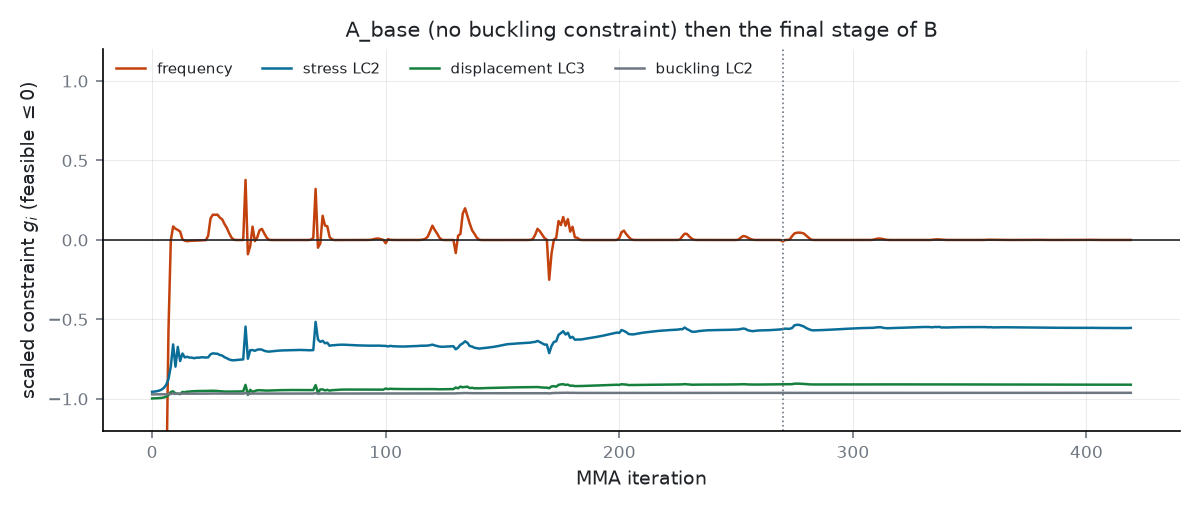 A_base (no buckling constraint) then the final stage of B
frequency
stress LC2
displacement LC3
buckling LC2
scaled constraint gᵢ (feasible ≤ 0)
1.0
0.5
0.0
−0.5
−1.0
0
100
200
300
400
MMA iteration